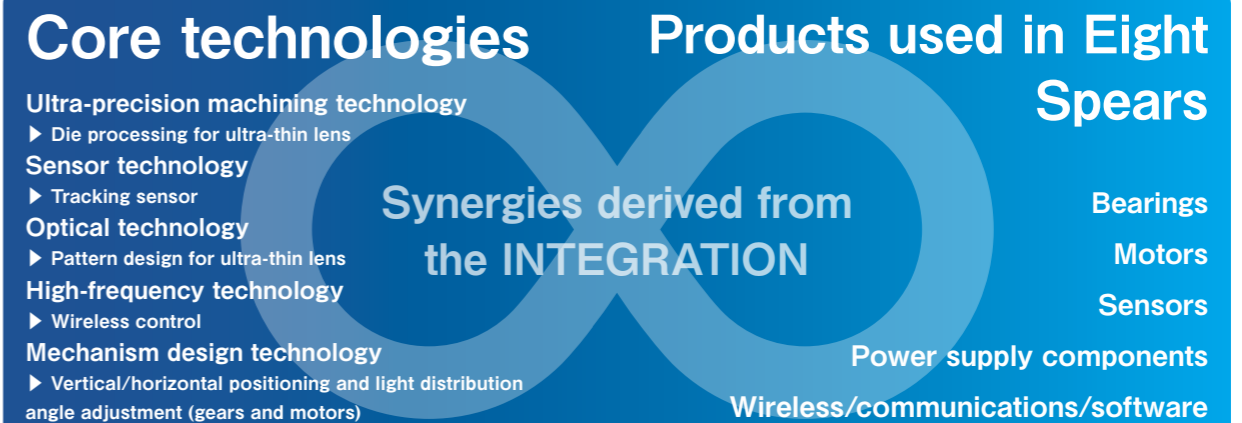 Core technologies
Ultra-precision machining technology
▶ Die processing for ultra-thin lens
Sensor technology
▶ Tracking sensor
Optical technology
▶ Pattern design for ultra-thin lens
High-frequency technology
▶ Wireless control
Mechanism design technology
▶ Vertical/horizontal positioning and light distribution
angle adjustment (gears and motors)
Synergies derived from
the INTEGRATION
Products used in Eight
Spears
Bearings
Motors
Sensors
Power supply components
Wireless/communications/software